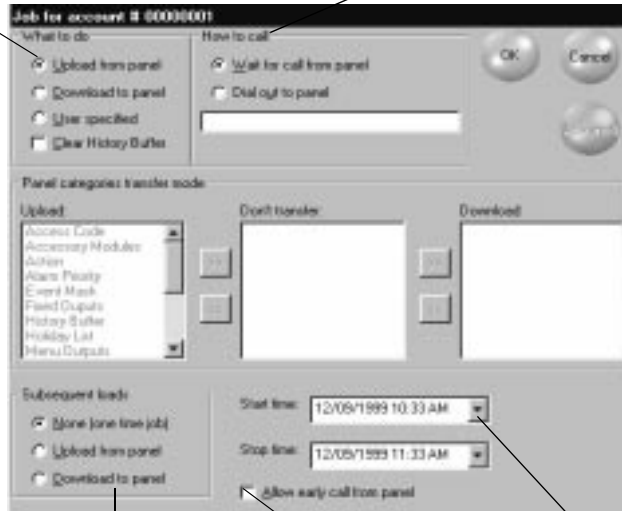 Job for account # 00000001
What to do
Upload from panel
Download to panel
User specified
Clear History Buffer
How to call
Wait for call from panel
Dial out to panel
OK
Cancel
Panel categories transfer mode
Upload:
Access Code
Accessory Modules
Action
Alarm Priority
Event Mask
Fixed Outputs
History Buffer
Holiday List
Menu Outputs
Don't transfer:
>>
<<
Download:
>>
<<
Subsequent loads
None (one time job)
Upload from panel
Download to panel
Start time:
12/09/1999 10:33 AM
Stop time:
12/09/1999 11:33 AM
Allow early call from panel